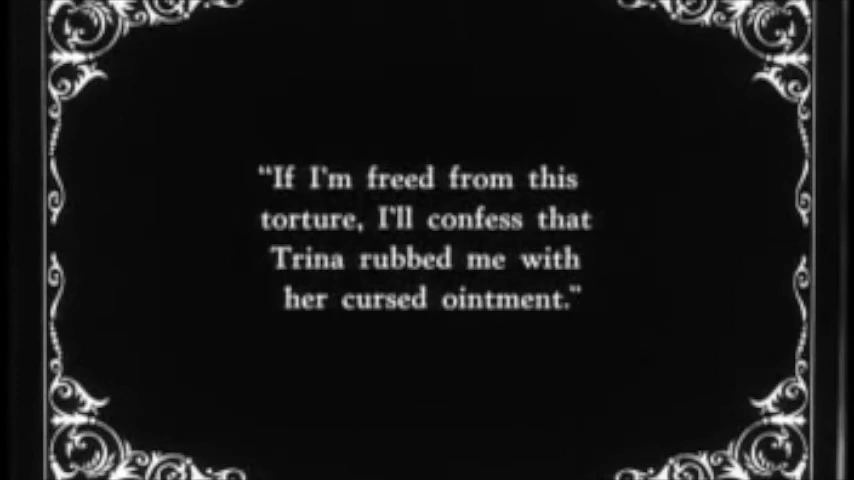 “If I'm freed from this
torture, I'll confess that
Trina rubbed me with
her cursed ointment.”